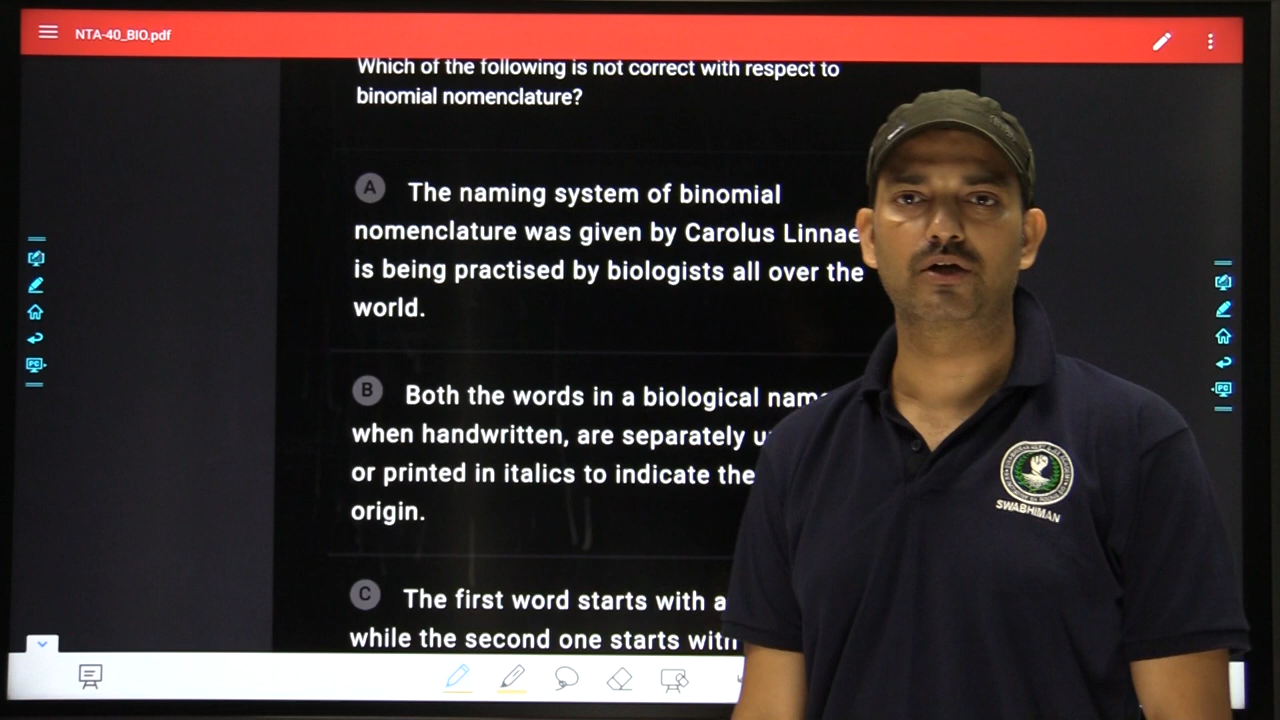 NTA-40_BIO.pdf
Which of the following is not correct with respect to
binomial nomenclature?
A The naming system of binomial
nomenclature was given by Carolus Linnae
is being practised by biologists all over the
world.
B Both the words in a biological name
when handwritten, are separately
or printed in italics to indicate the
origin.
C The first word starts with a
while the second one starts with
PC
PC
SWABHIMAN